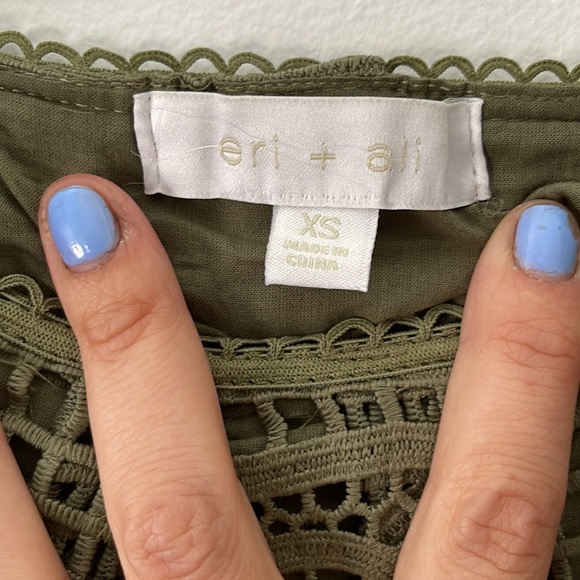 eri + ali
XS
MADE IN
CHINA